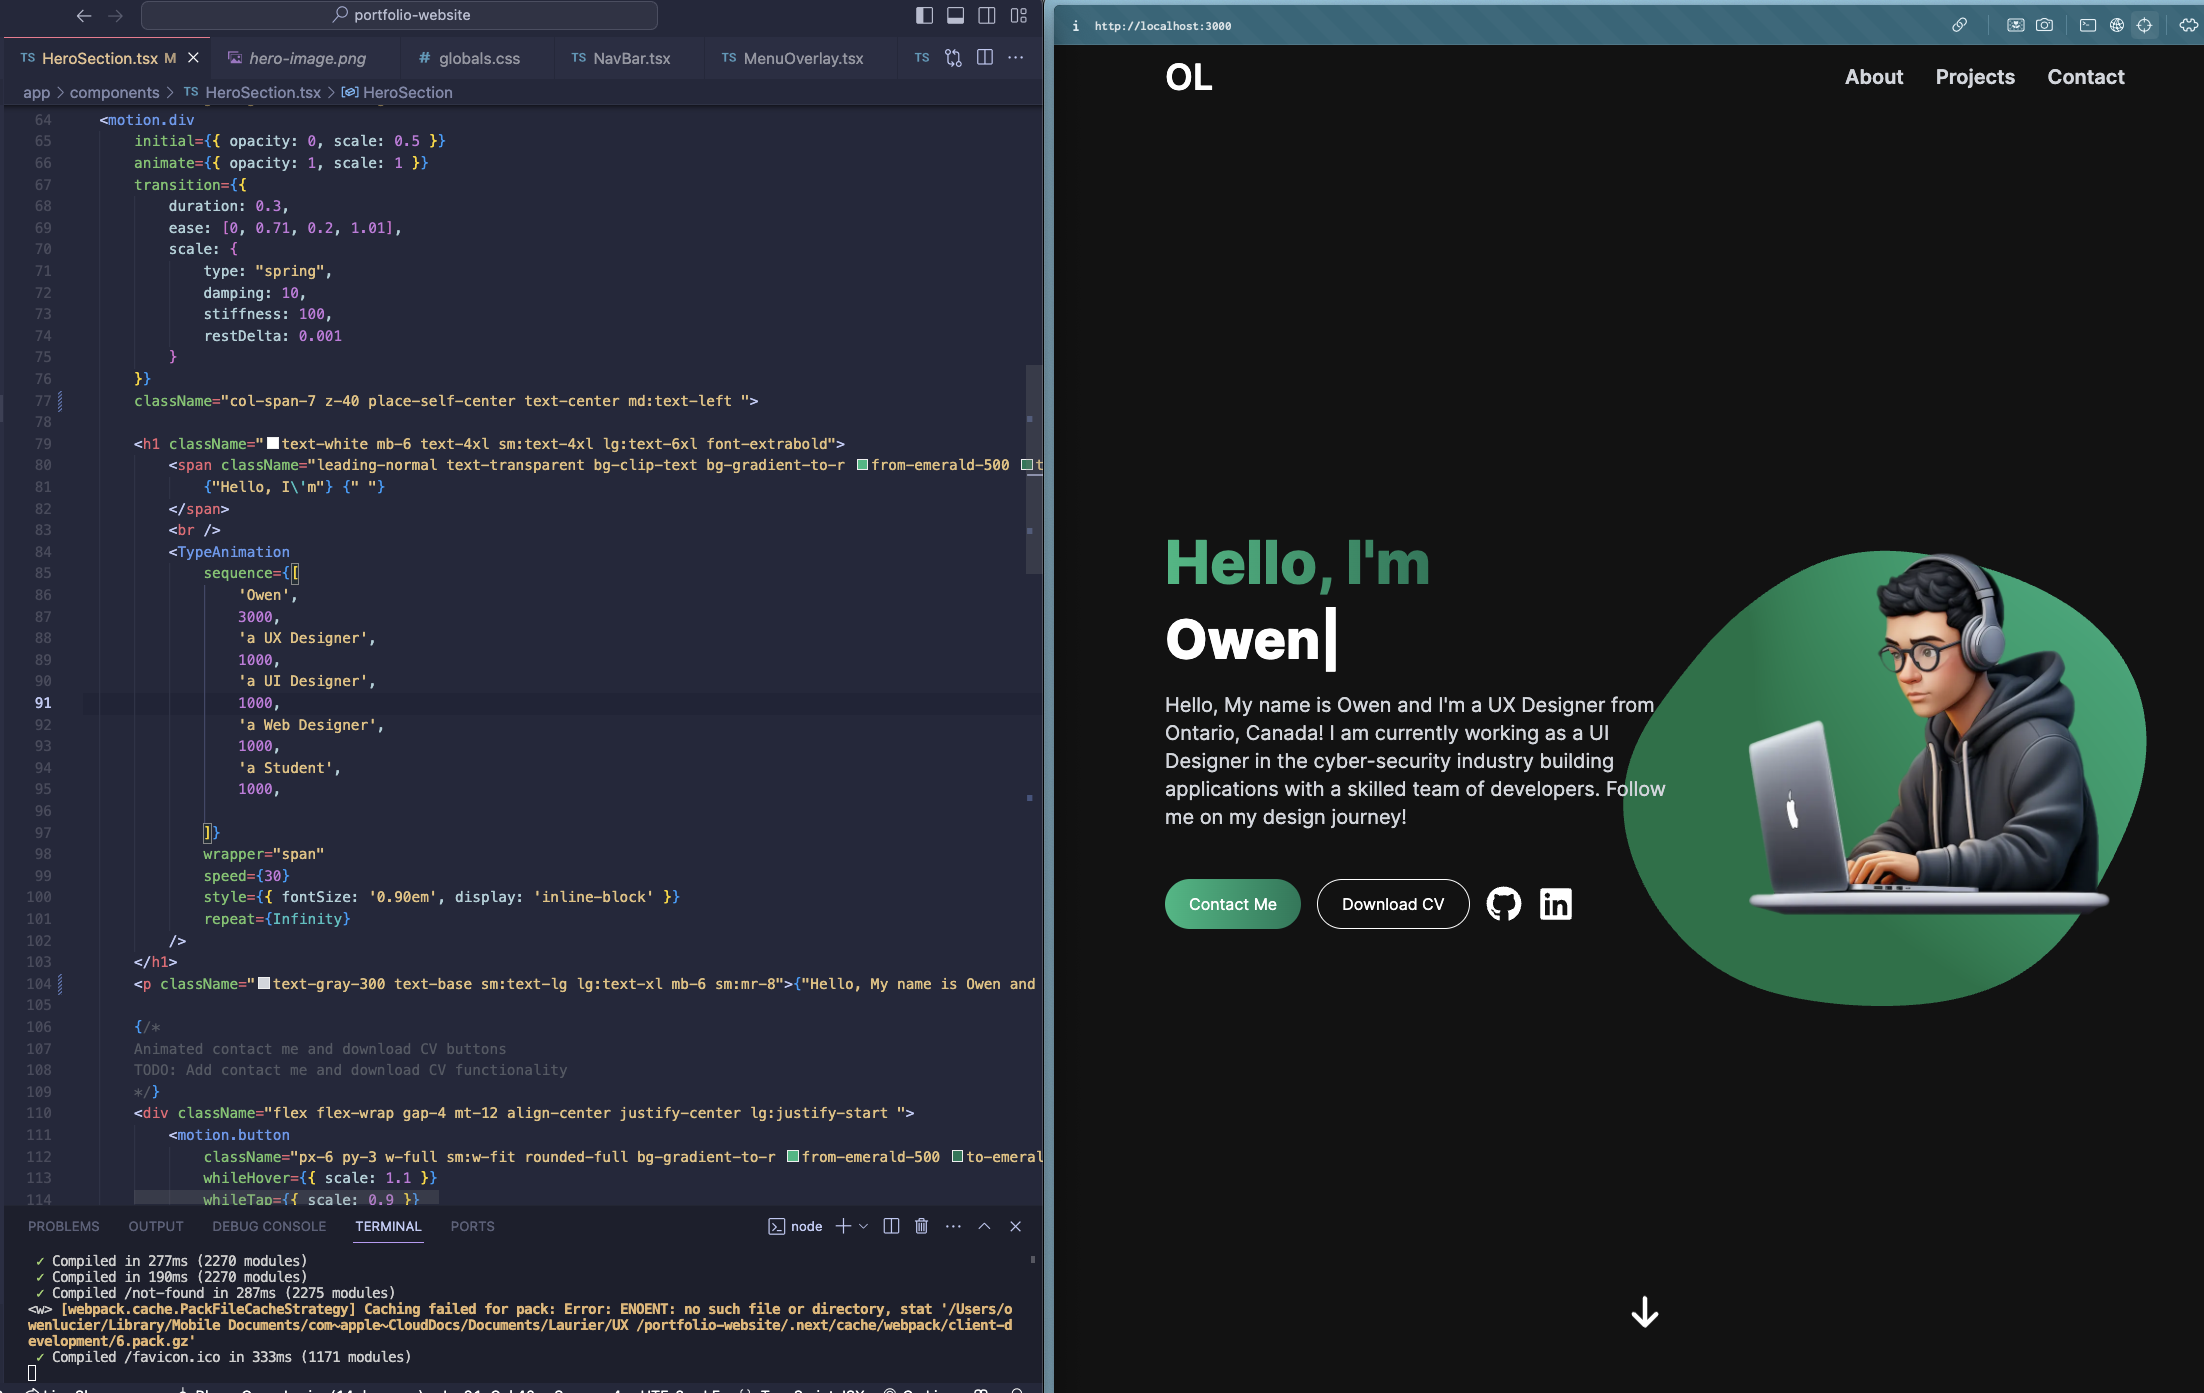 portfolio-website
TS HeroSection.tsx M
hero-image.png
# globals.css
TS NavBar.tsx
TS MenuOverlay.tsx
TS
app > components > TS HeroSection.tsx > HeroSection
64 <motion.div
65 initial={{ opacity: 0, scale: 0.5 }}
66 animate={{ opacity: 1, scale: 1 }}
67 transition={{
68 duration: 0.3,
69 ease: [0, 0.71, 0.2, 1.01],
70 scale: {
71 type: "spring",
72 damping: 10,
73 stiffness: 100,
74 restDelta: 0.001
75 }
76 }}
77 className="col-span-7 z-40 place-self-center text-center md:text-left ">
78
79 <h1 className="text-white mb-6 text-4xl sm:text-4xl lg:text-6xl font-extrabold">
80 <span className="leading-normal text-transparent bg-clip-text bg-gradient-to-r from-emerald-500 t
81 {"Hello, I\'m"} {" "}
82 </span>
83 <br />
84 <TypeAnimation
85 sequence={[
86 'Owen',
87 3000,
88 'a UX Designer',
89 1000,
90 'a UI Designer',
91 1000,
92 'a Web Designer',
93 1000,
94 'a Student',
95 1000,
96
97 ]}
98 wrapper="span"
99 speed={30}
100 style={{ fontSize: '0.90em', display: 'inline-block' }}
101 repeat={Infinity}
102 />
103 </h1>
104 <p className="text-gray-300 text-base sm:text-lg lg:text-xl mb-6 sm:mr-8">{"Hello, My name is Owen and
105
106 {/*
107 Animated contact me and download CV buttons
108 TODO: Add contact me and download CV functionality
109 */}
110 <div className="flex flex-wrap gap-4 mt-12 align-center justify-center lg:justify-start ">
111 <motion.button
112 className="px-6 py-3 w-full sm:w-fit rounded-full bg-gradient-to-r from-emerald-500 to-emeral
113 whileHover={{ scale: 1.1 }}
114 whileTap={{ scale: 0.9 }}
PROBLEMS OUTPUT DEBUG CONSOLE TERMINAL PORTS
node
✓ Compiled in 277ms (2270 modules)
✓ Compiled in 190ms (2270 modules)
✓ Compiled /not-found in 287ms (2275 modules)
<w> [webpack.cache.PackFileCacheStrategy] Caching failed for pack: Error: ENOENT: no such file or directory, stat '/Users/o
wenlucier/Library/Mobile Documents/com~apple~CloudDocs/Documents/Laurier/UX /portfolio-website/.next/cache/webpack/client-d
evelopment/6.pack.gz'
✓ Compiled /favicon.ico in 333ms (1171 modules)
http://localhost:3000
OL
About Projects Contact
Hello, I'm
Owen|
Hello, My name is Owen and I'm a UX Designer from
Ontario, Canada! I am currently working as a UI
Designer in the cyber-security industry building
applications with a skilled team of developers. Follow
me on my design journey!
Contact Me
Download CV
in